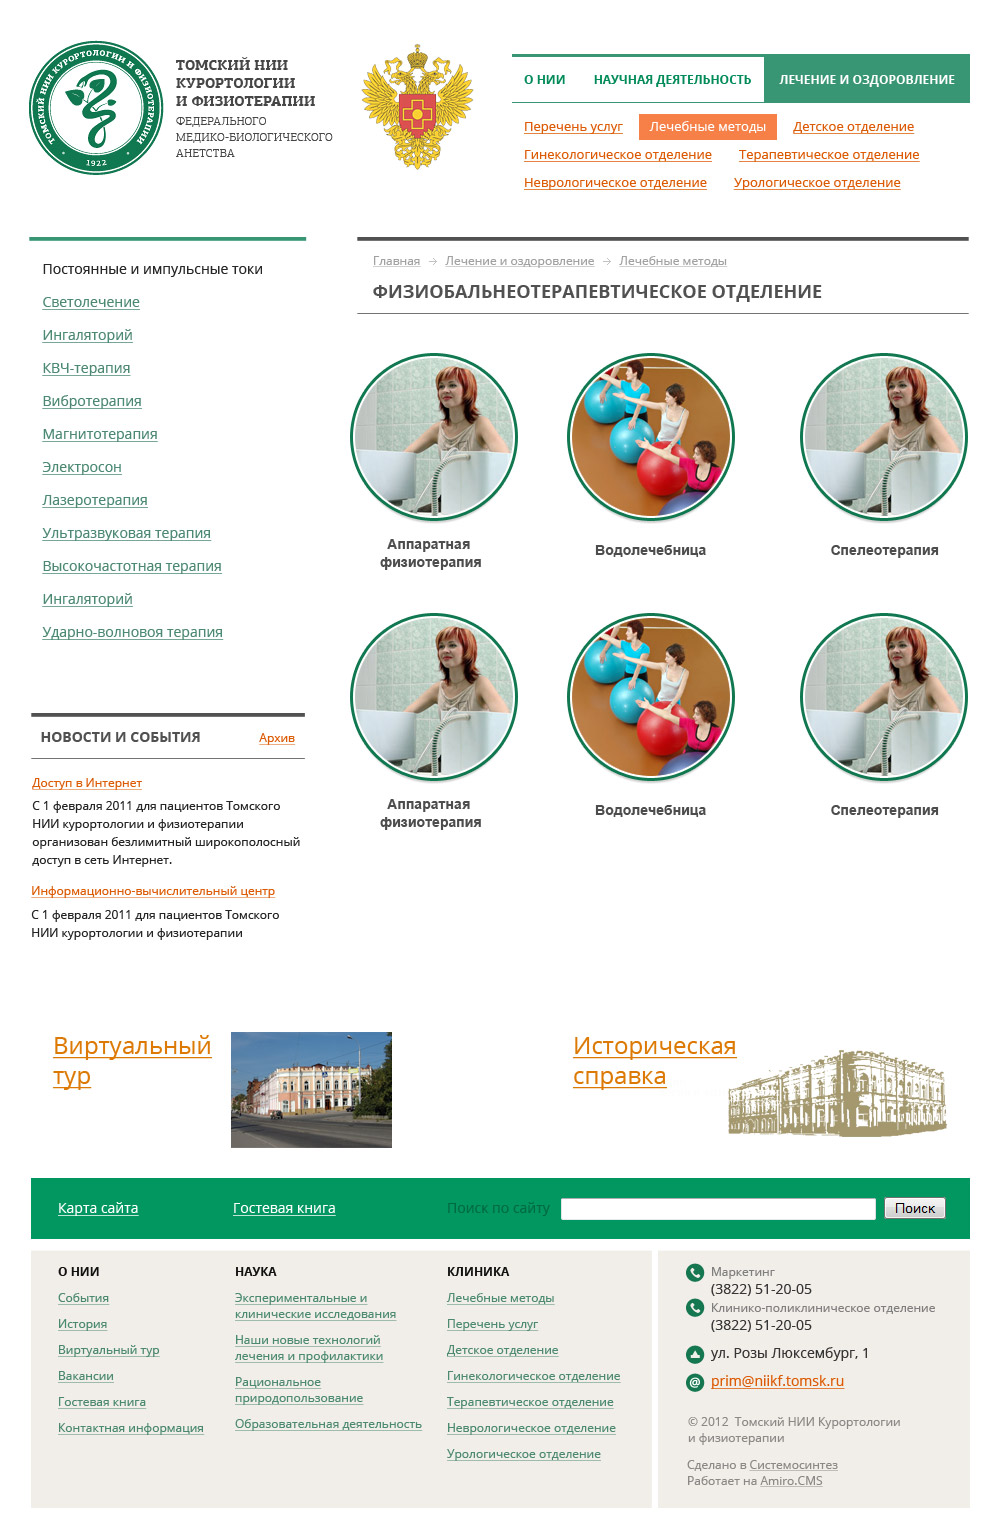 ТОМСКИЙ НИИ КУРОРТОЛОГИИ И ФИЗИОТЕРАПИИ
1922
ТОМСКИЙ НИИ
КУРОРТОЛОГИИ
И ФИЗИОТЕРАПИИ
ФЕДЕРАЛЬНОГО
МЕДИКО-БИОЛОГИЧЕСКОГО
АНЕТСТВА
О НИИ
НАУЧНАЯ ДЕЯТЕЛЬНОСТЬ
ЛЕЧЕНИЕ И ОЗДОРОВЛЕНИЕ
Перечень услуг
Лечебные методы
Детское отделение
Гинекологическое отделение
Терапевтическое отделение
Неврологическое отделение
Урологическое отделение
Постоянные и импульсные токи
Светолечение
Ингаляторий
КВЧ-терапия
Вибротерапия
Магнитотерапия
Электросон
Лазеротерапия
Ультразвуковая терапия
Высокочастотная терапия
Ингаляторий
Ударно-волновоя терапия
Главная → Лечение и оздоровление → Лечебные методы
ФИЗИОБАЛЬНЕОТЕРАПЕВТИЧЕСКОЕ ОТДЕЛЕНИЕ
Аппаратная
физиотерапия
Водолечебница
Спелеотерапия
Аппаратная
физиотерапия
Водолечебница
Спелеотерапия
НОВОСТИ И СОБЫТИЯ
Архив
Доступ в Интернет
С 1 февраля 2011 для пациентов Томского
НИИ курортологии и физиотерапии
организован безлимитный широкополосный
доступ в сеть Интернет.
Информационно-вычислительный центр
С 1 февраля 2011 для пациентов Томского
НИИ курортологии и физиотерапии
Виртуальный
тур
Историческая
справка
Карта сайта
Гостевая книга
Поиск по сайту
Поиск
О НИИ
События
История
Виртуальный тур
Вакансии
Гостевая книга
Контактная информация
НАУКА
Экспериментальные и
клинические исследования
Наши новые технологий
лечения и профилактики
Рациональное
природопользование
Образовательная деятельность
КЛИНИКА
Лечебные методы
Перечень услуг
Детское отделение
Гинекологическое отделение
Терапевтическое отделение
Неврологическое отделение
Урологическое отделение
Маркетинг
(3822) 51-20-05
Клинико-поликлиническое отделение
(3822) 51-20-05
ул. Розы Люксембург, 1
prim@niikf.tomsk.ru
© 2012 Томский НИИ Курортологии
и физиотерапии
Сделано в Системосинтез
Работает на Amiro.CMS